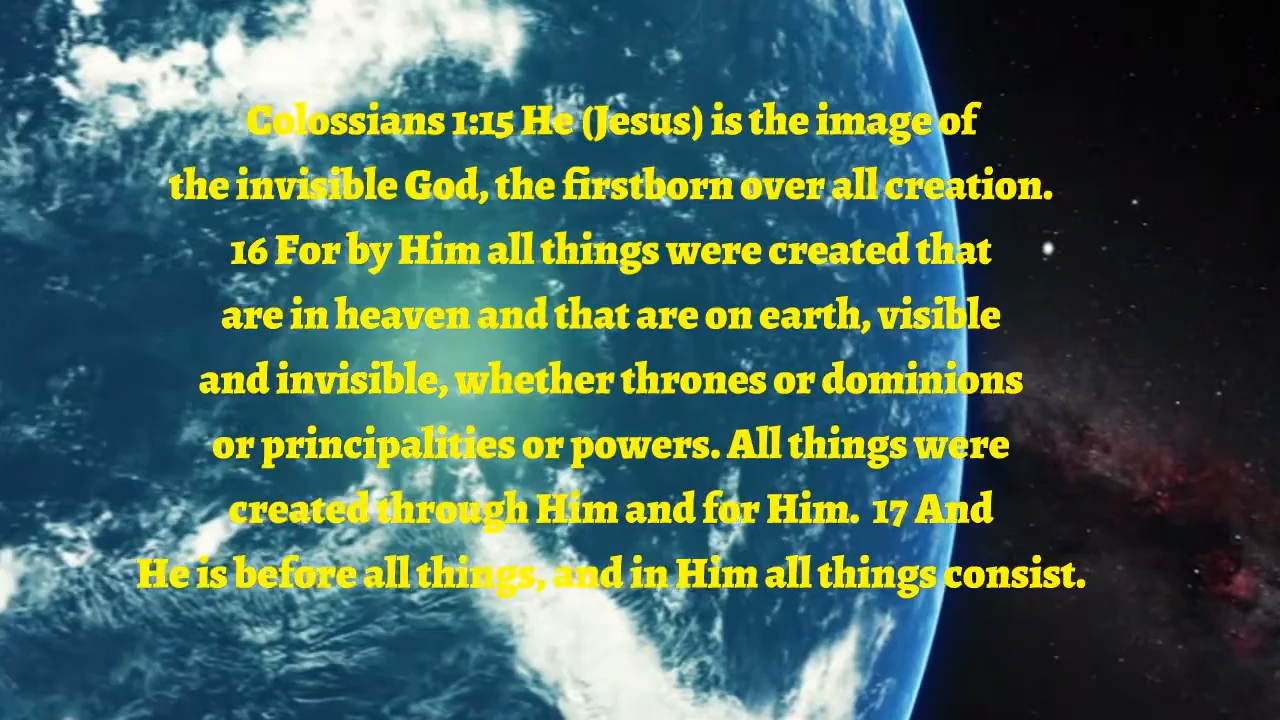 Colossians 1:15 He (Jesus) is the image of
the invisible God, the firstborn over all creation.
16 For by Him all things were created that
are in heaven and that are on earth, visible
and invisible, whether thrones or dominions
or principalities or powers. All things were
created through Him and for Him.  17 And
He is before all things, and in Him all things consist.